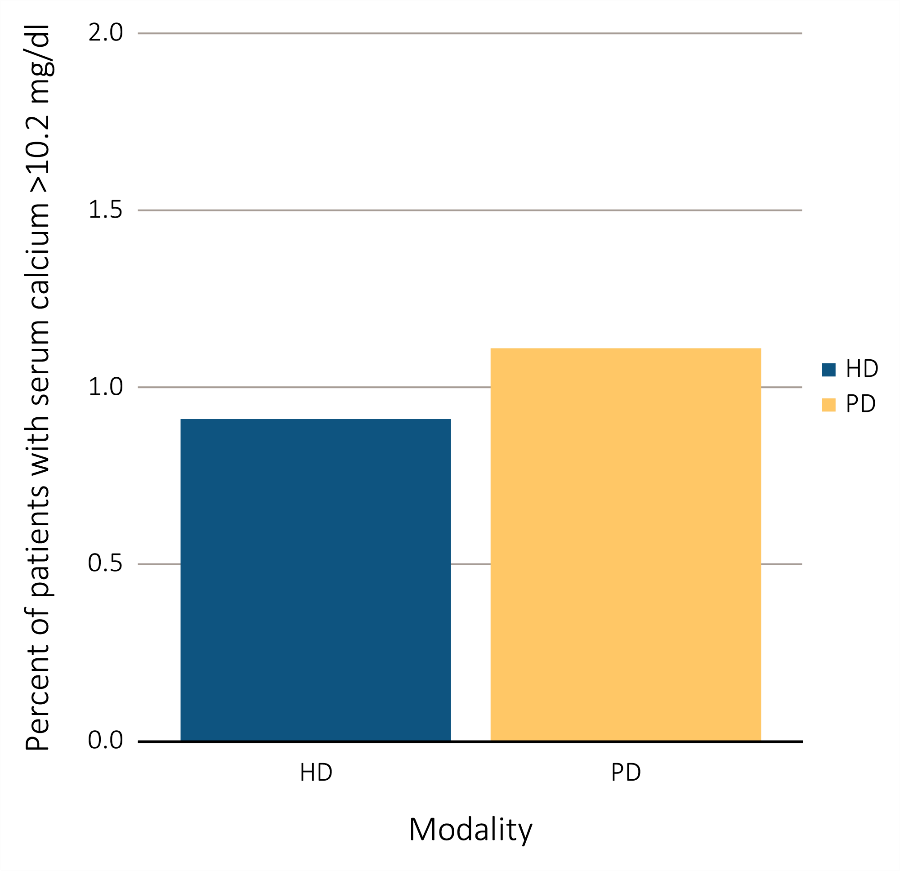 Percent of patients with serum calcium >10.2 mg/dl
2.0
1.5
1.0
0.5
0.0
HD
PD
Modality
HD
PD